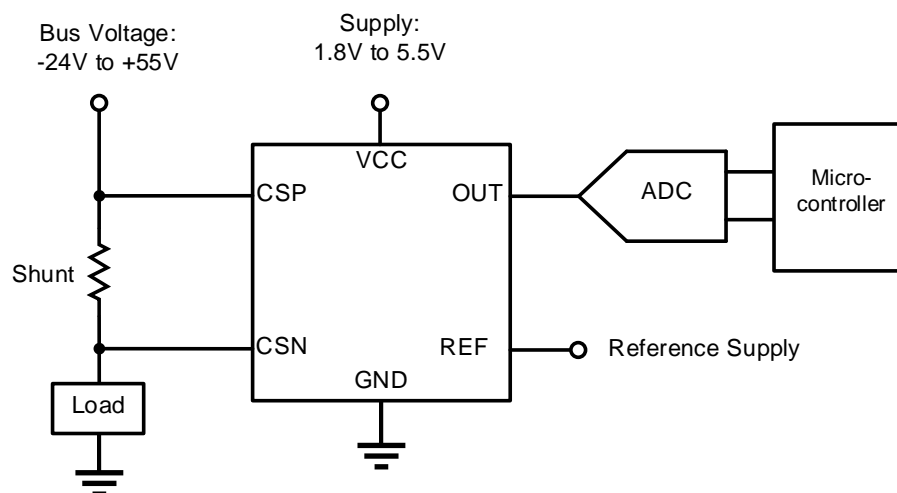 Bus Voltage:
-24V to +55V
Supply:
1.8V to 5.5V
VCC
CSP
OUT
ADC
Micro-
controller
Shunt
CSN
REF
Reference Supply
GND
Load